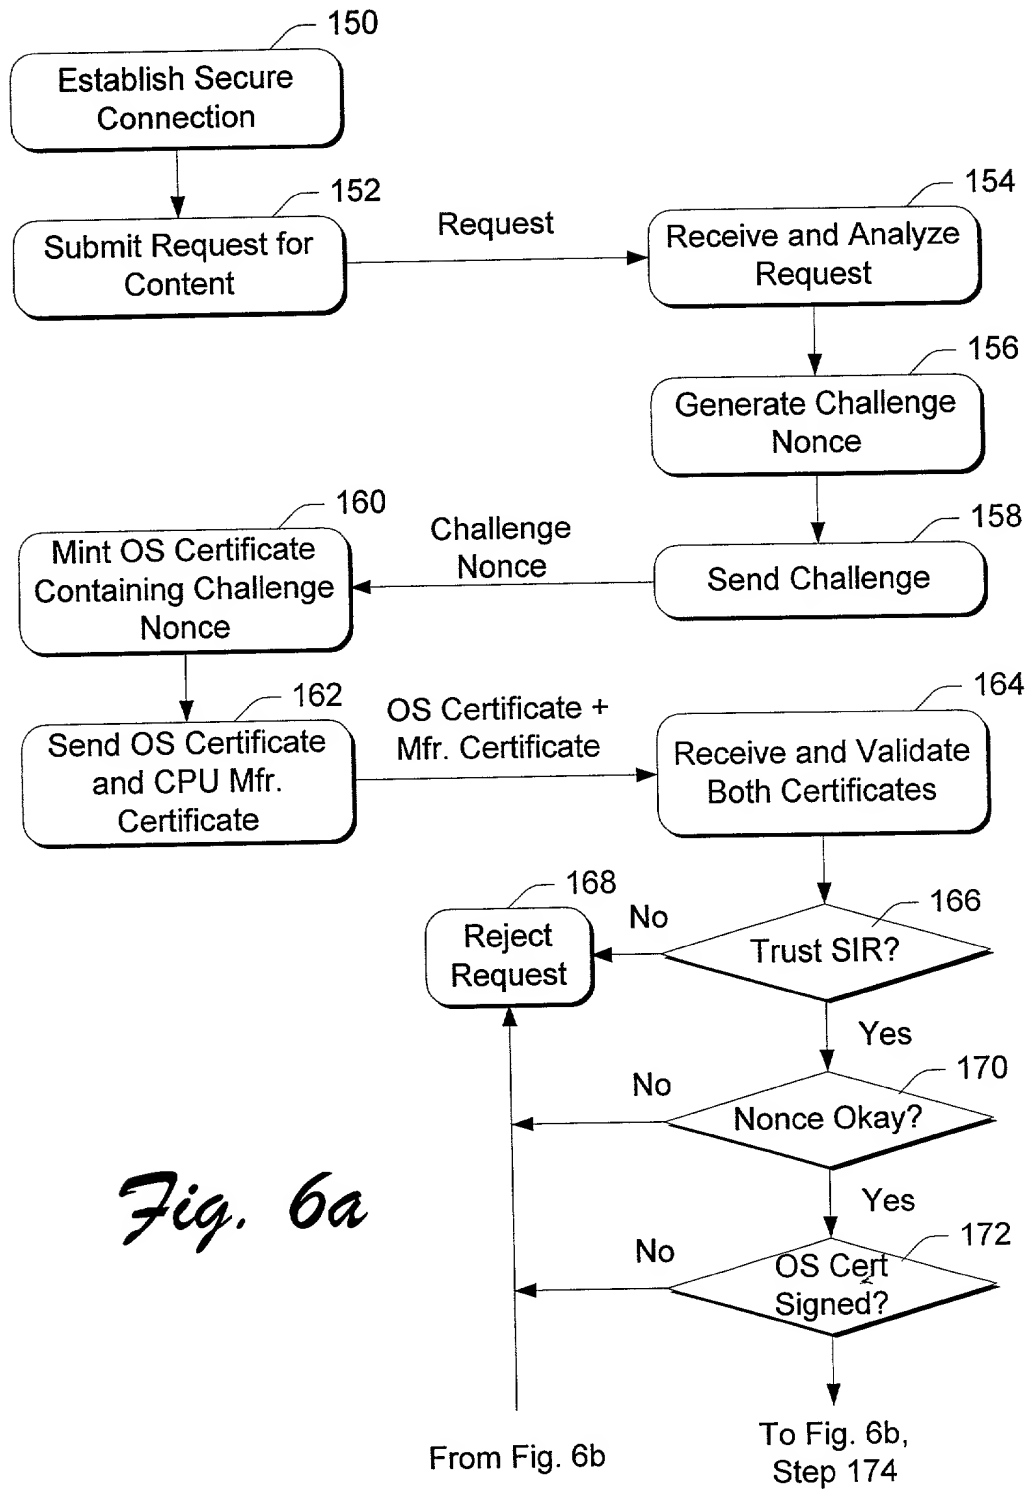 150
Establish Secure
Connection
152
Submit Request for
Content
Request
154
Receive and Analyze
Request
156
Generate Challenge
Nonce
158
Send Challenge
Challenge
Nonce
160
Mint OS Certificate
Containing Challenge
Nonce
162
Send OS Certificate
and CPU Mfr.
Certificate
OS Certificate +
Mfr. Certificate
164
Receive and Validate
Both Certificates
166
Trust SIR?
No
168
Reject
Request
Yes
170
Nonce Okay?
No
Yes
172
OS Cert
Signed?
No
Fig. 6a
From Fig. 6b
To Fig. 6b,
Step 174